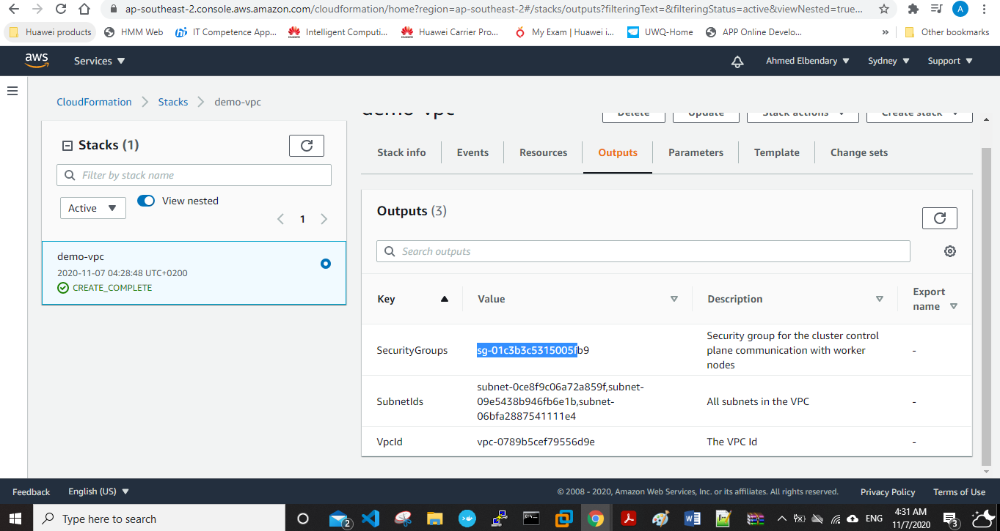 ap-southeast-2.console.aws.amazon.com/cloudformation/home?region=ap-southeast-2#/stacks/outputs?filteringText=&filteringStatus=active&viewNested=true...
A
Huawei products
HMM Web
IT Competence App...
Intelligent Computi...
Huawei Carrier Pro...
My Exam | Huawei i...
UWQ-Home
APP Online Develo...
»
Other bookmarks
aws
Services
Ahmed Elbendary
Sydney
Support
CloudFormation
Stacks
demo-vpc
demo-vpc
Delete
Update
Stack actions
Create stack
Stacks (1)
Filter by stack name
Active
View nested
1
demo-vpc
2020-11-07 04:28:48 UTC+0200
CREATE_COMPLETE
Stack info
Events
Resources
Outputs
Parameters
Template
Change sets
Outputs (3)
Search outputs
Key
Value
Description
Export
name
SecurityGroups
sg-01c3b3c5315005fb9
Security group for the cluster control
plane communication with worker
nodes
-
SubnetIds
subnet-0ce8f9c06a72a859f,subnet-
09e5438b946fb6e1b,subnet-
06bfa2887541111e4
All subnets in the VPC
-
VpcId
vpc-0789b5cef79556d9e
The VPC Id
-
Feedback
English (US)
© 2008 - 2020, Amazon Web Services, Inc. or its affiliates. All rights reserved.
Privacy Policy
Terms of Use
Type here to search
2
ENG
4:31 AM
11/7/2020
3